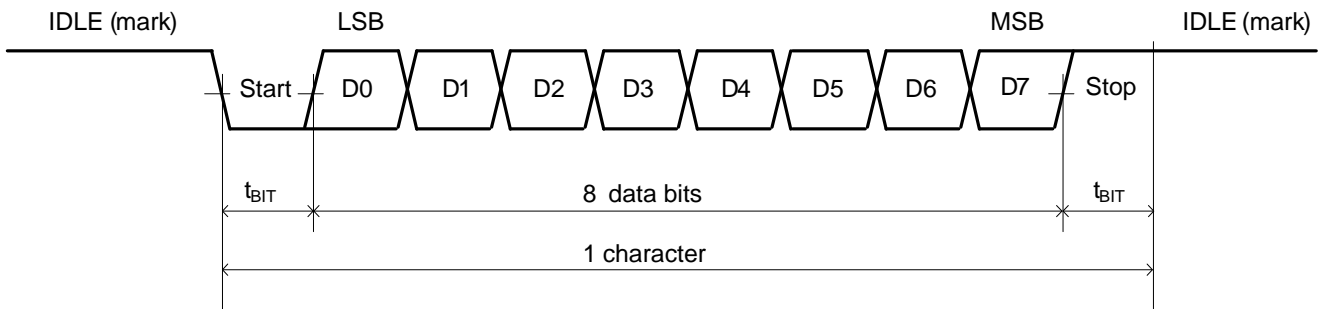 IDLE (mark) LSB MSB IDLE (mark)
Start D0 D1 D2 D3 D4 D5 D6 D7 Stop
tBIT 8 data bits tBIT
1 character